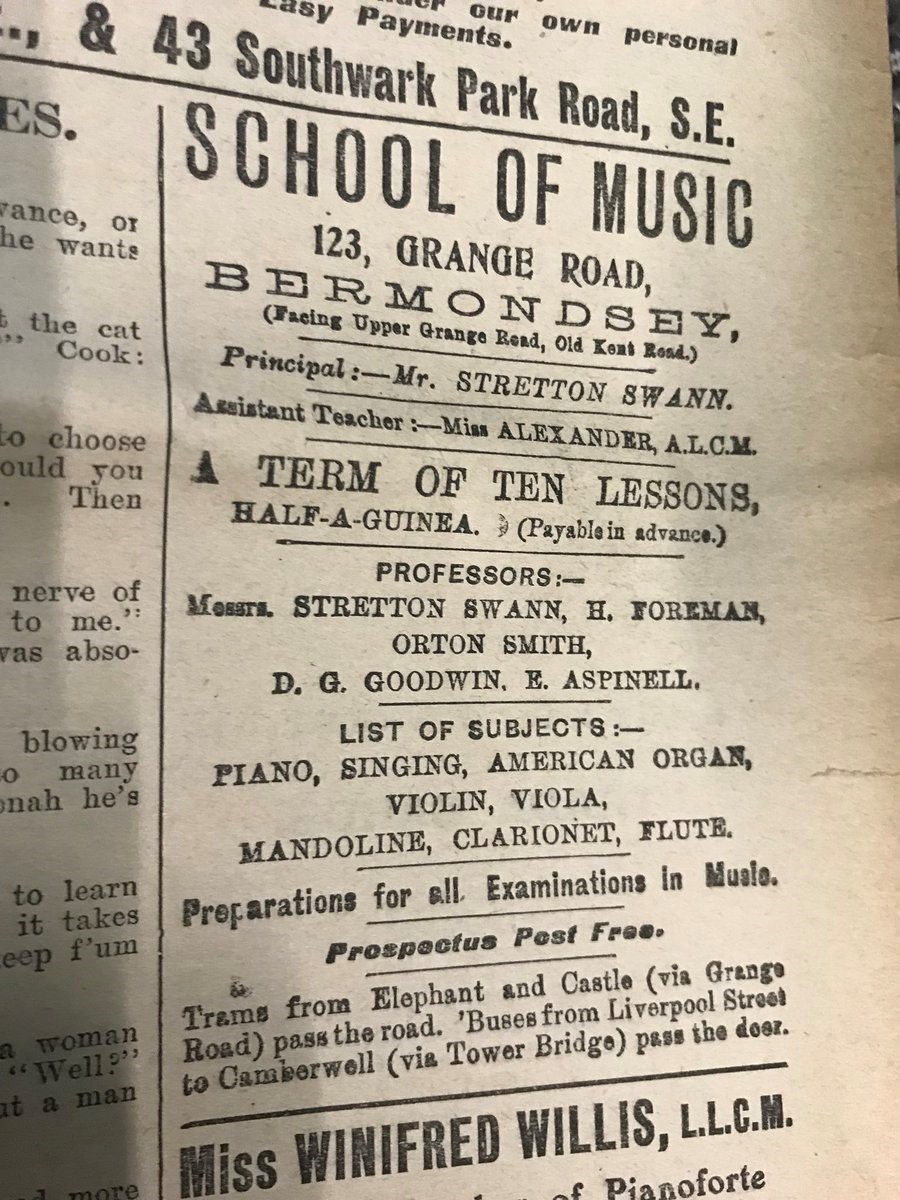 our own personal
Easy Payments.
& 43 Southwark Park Road, S.E.
ES.
vance, or
he wants
the cat
Cook:
to choose
ould you
. Then
nerve of
to me.":
was abso-
blowing
so many
onah he's
to learn
it takes
keep f'um
a woman
"Well?"
a man
more
SCHOOL OF MUSIC
123, GRANGE ROAD,
BERMONDSEY,
(Facing Upper Grange Road, Old Kent Road.)
Principal:—Mr. STRETTON SWANN.
Assistant Teacher:—Miss ALEXANDER, A.L.C.M.
A TERM OF TEN LESSONS,
HALF-A-GUINEA. (Payable in advance.)
PROFESSORS:—
Messrs. STRETTON SWANN, H. FOREMAN,
ORTON SMITH,
D. G. GOODWIN. E. ASPINELL.
LIST OF SUBJECTS:—
PIANO, SINGING, AMERICAN ORGAN,
VIOLIN, VIOLA,
MANDOLINE, CLARIONET, FLUTE.
Preparations for all Examinations in Music.
Prospectus Post Free.
Trams from Elephant and Castle (via Grange
Road) pass the road. 'Buses from Liverpool Street
to Camberwell (via Tower Bridge) pass the door.
Miss WINIFRED WILLIS, L.L.C.M.
of Pianoforte